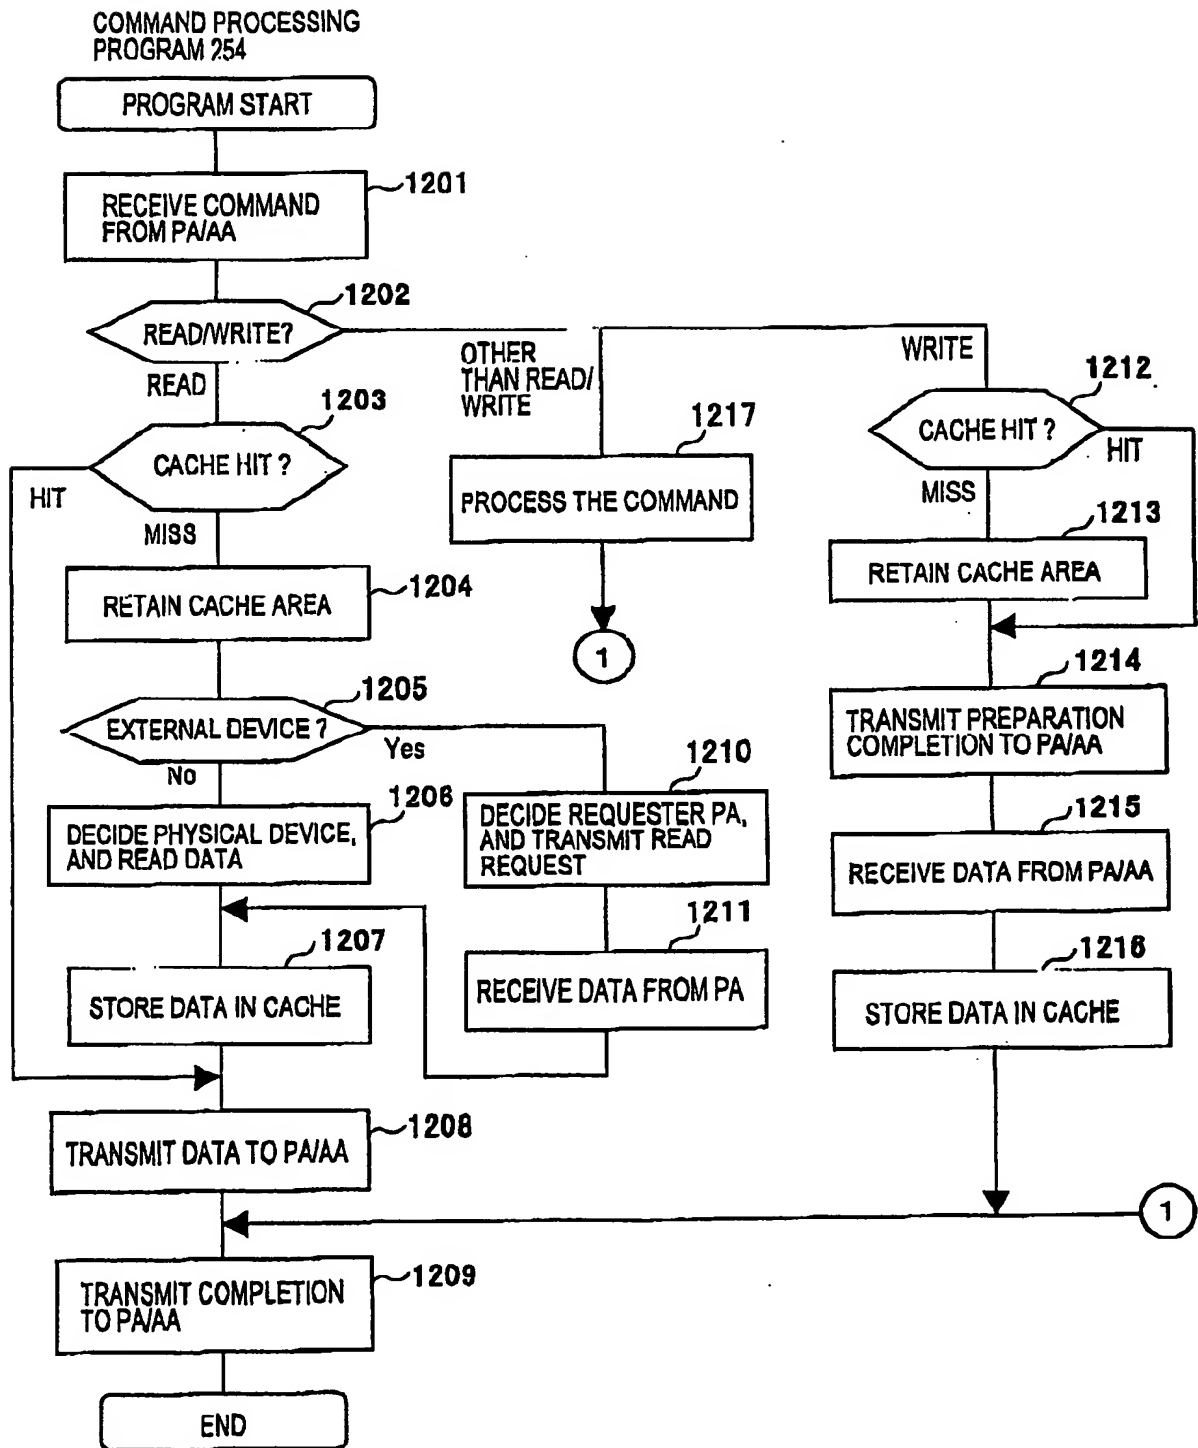 COMMAND PROCESSING
PROGRAM 254
PROGRAM START
1201
RECEIVE COMMAND
FROM PA/AA
1202
READ/WRITE?
READ
OTHER
THAN READ/
WRITE
WRITE
1203
CACHE HIT ?
HIT
MISS
1204
RETAIN CACHE AREA
1205
EXTERNAL DEVICE ?
Yes
No
1206
DECIDE PHYSICAL DEVICE,
AND READ DATA
1207
STORE DATA IN CACHE
1208
TRANSMIT DATA TO PA/AA
1209
TRANSMIT COMPLETION
TO PA/AA
END
1217
PROCESS THE COMMAND
1
1210
DECIDE REQUESTER PA,
AND TRANSMIT READ
REQUEST
1211
RECEIVE DATA FROM PA
1212
CACHE HIT ?
HIT
MISS
1213
RETAIN CACHE AREA
1214
TRANSMIT PREPARATION
COMPLETION TO PA/AA
1215
RECEIVE DATA FROM PA/AA
1216
STORE DATA IN CACHE
1